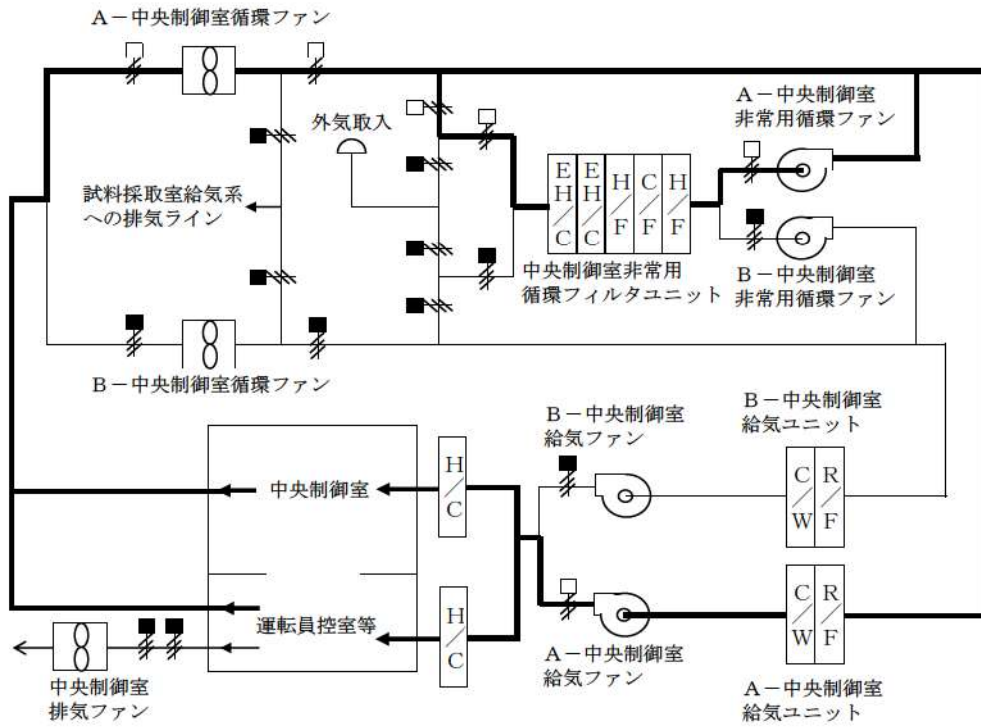 A－中央制御室循環ファン
外気取入
A－中央制御室
非常用循環ファン
試料採取室給気系
への排気ライン
E H／C
E H／C
H／F
C／F
H／F
中央制御室非常用
循環フィルタユニット
B－中央制御室
非常用循環ファン
B－中央制御室循環ファン
B－中央制御室
給気ファン
B－中央制御室
給気ユニット
中央制御室
H／C
C／W
R／F
運転員控室等
H／C
C／W
R／F
中央制御室
排気ファン
A－中央制御室
給気ファン
A－中央制御室
給気ユニット